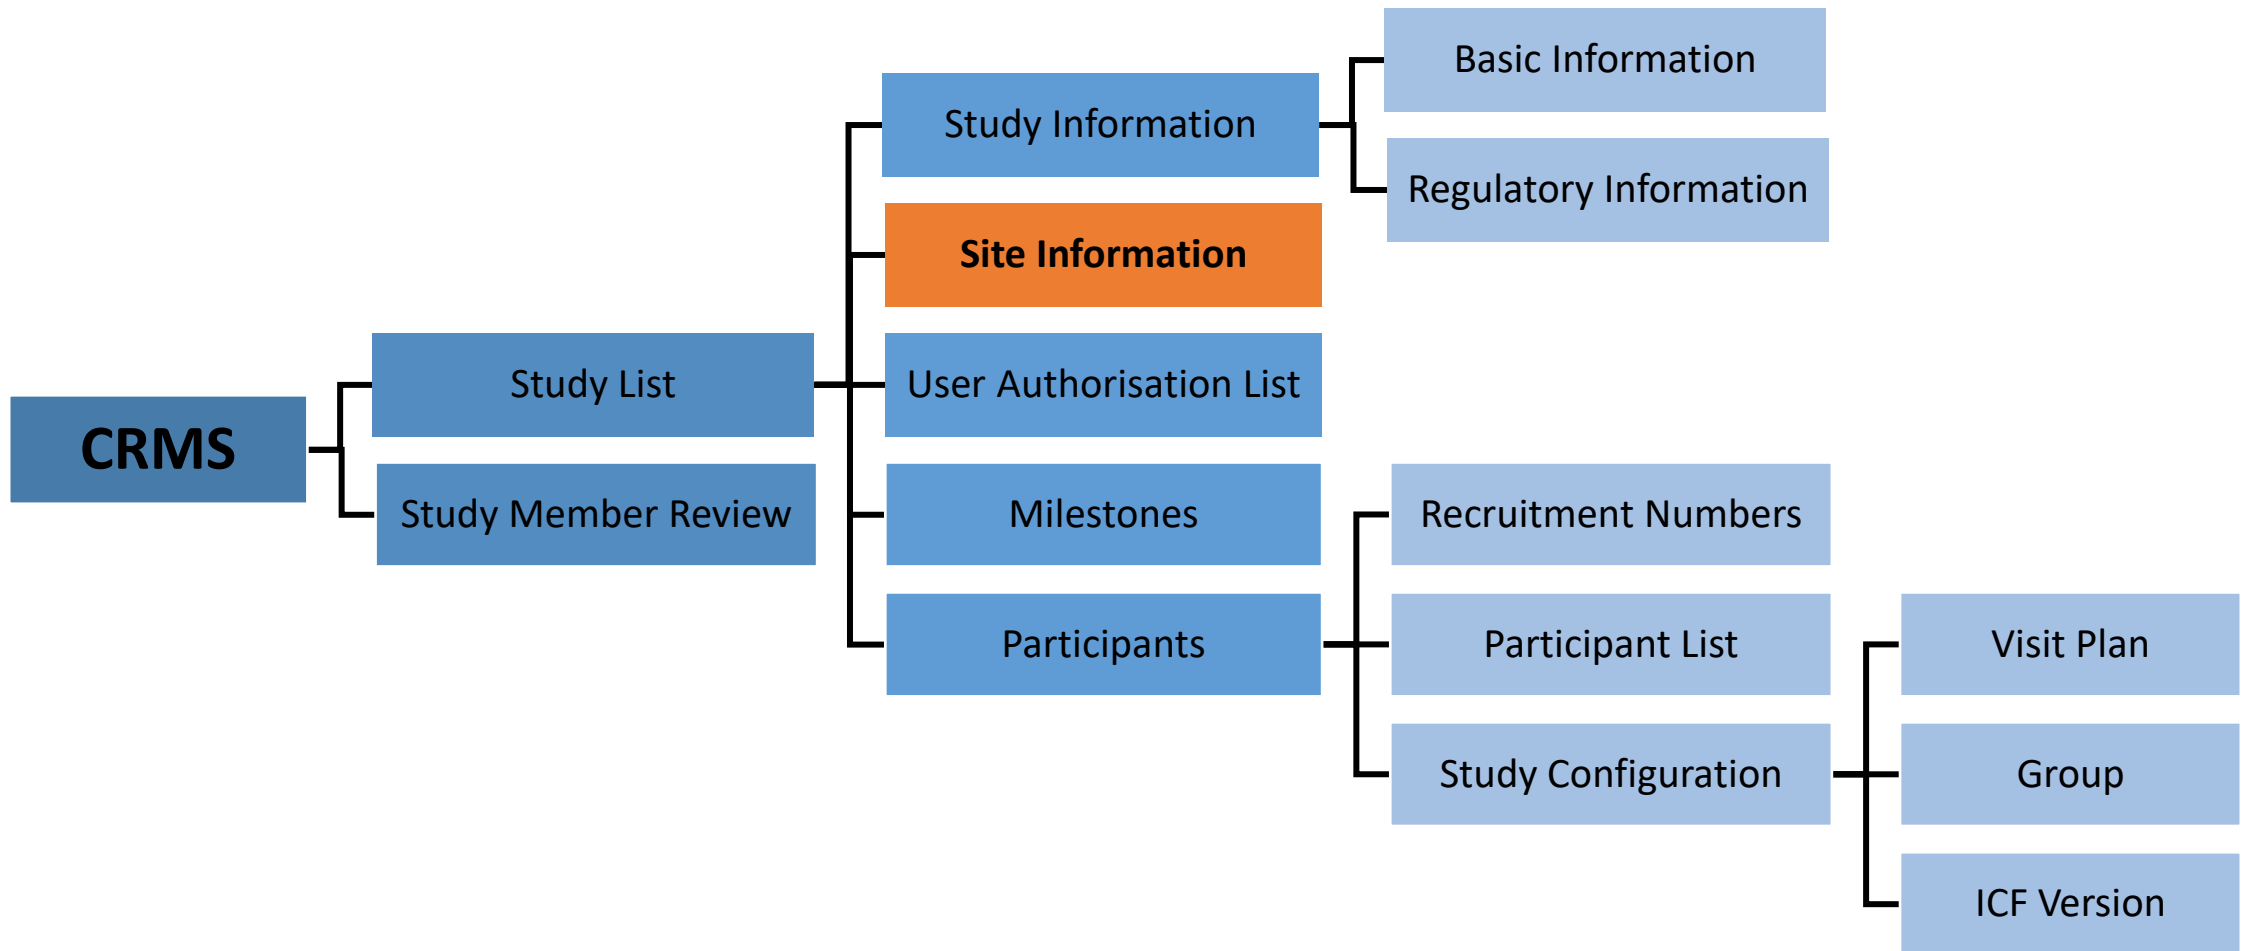 CRMS
Study List
Study Member Review
Study Information
Site Information
User Authorisation List
Milestones
Participants
Basic Information
Regulatory Information
Recruitment Numbers
Participant List
Study Configuration
Visit Plan
Group
ICF Version